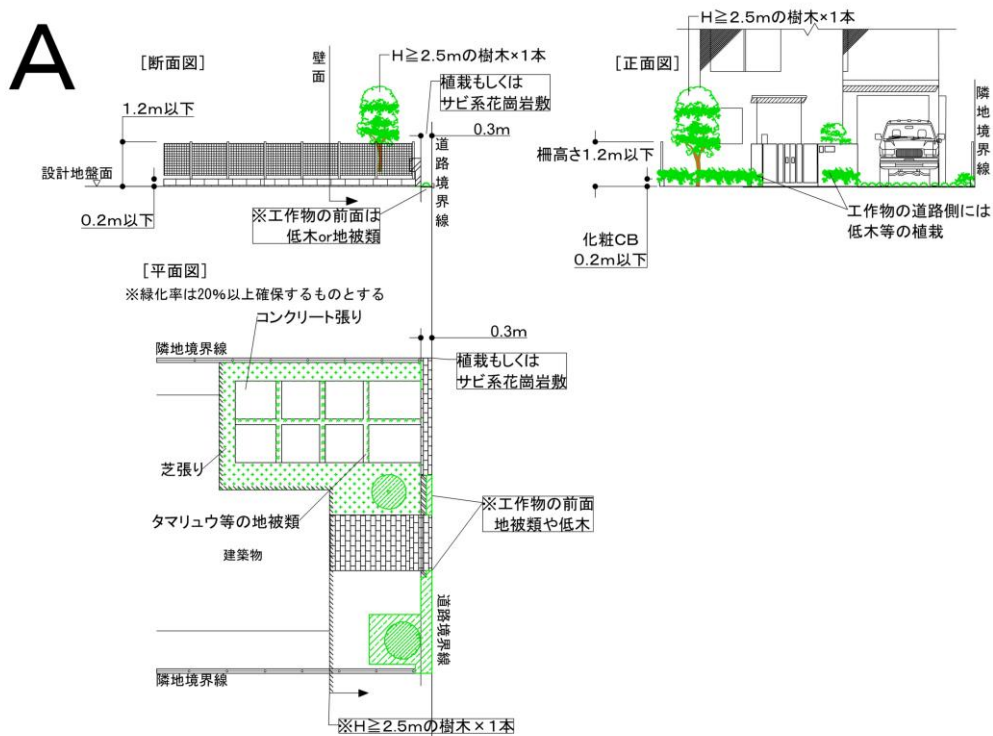 A
[断面図]
壁面
H≧2.5mの樹木×1本
植栽もしくは
サビ系花崗岩敷
1.2m以下
0.3m
設計地盤面
道路境界線
0.2m以下
※工作物の前面は
低木or地被類
[正面図]
H≧2.5mの樹木×1本
隣地境界線
柵高さ1.2m以下
工作物の道路側には
低木等の植栽
化粧CB
0.2m以下
[平面図]
※緑化率は20%以上確保するものとする
コンクリート張り
0.3m
隣地境界線
植栽もしくは
サビ系花崗岩敷
芝張り
タマリュウ等の地被類
※工作物の前面
地被類や低木
建築物
道路境界線
隣地境界線
※H≧2.5mの樹木×1本